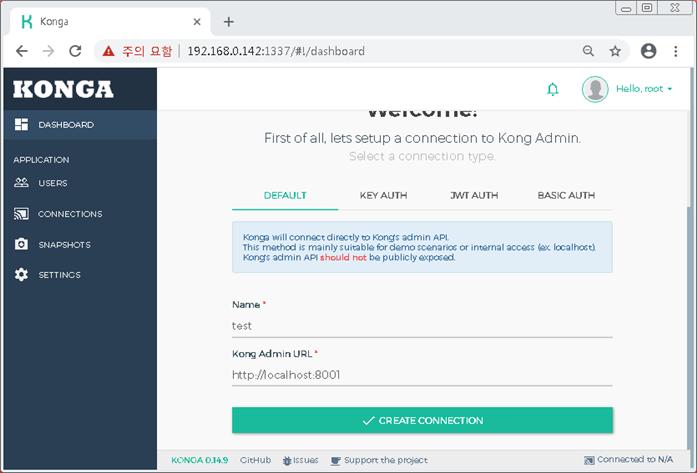 Konga
주의 요함
192.168.0.142:1337/#!/dashboard
KONGA
Hello, root
DASHBOARD
APPLICATION
USERS
CONNECTIONS
SNAPSHOTS
SETTINGS
Welcome!
First of all, lets setup a connection to Kong Admin.
Select a connection type.
DEFAULT KEY AUTH JWT AUTH BASIC AUTH
Konga will connect directly to Kong's admin API.
This method is mainly suitable for demo scenarios or internal access (ex. localhost).
Kong's admin API should not be publicly exposed.
Name *
test
Kong Admin URL *
http://localhost:8001
CREATE CONNECTION
KONGA 0.14.9 GitHub Issues Support the project Connected to N/A